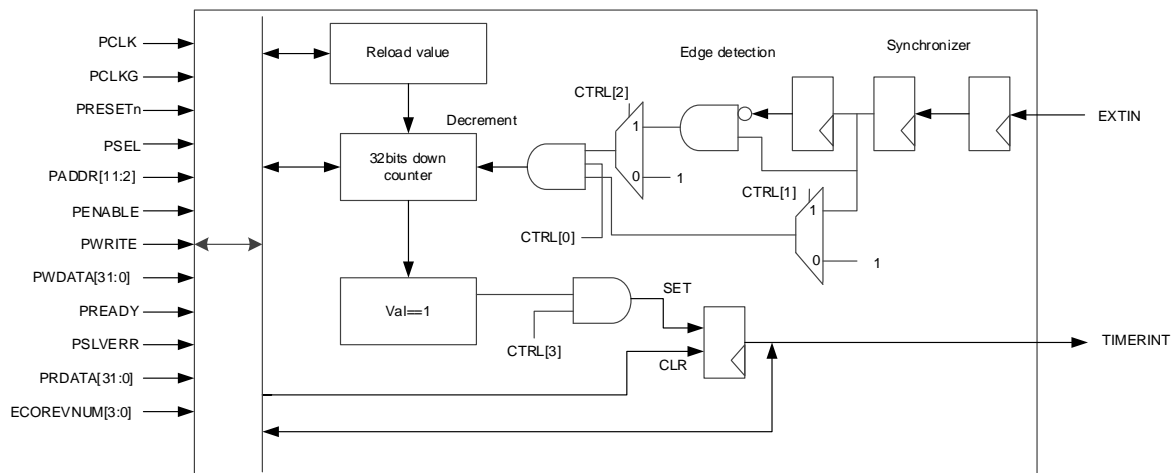 PCLK
PCLKG
PRESETn
PSEL
PADDR[11:2]
PENABLE
PWRITE
PWDATA[31:0]
PREADY
PSLVERR
PRDATA[31:0]
ECOREVNUM[3:0]
Reload value
Edge detection
Synchronizer
CTRL[2]
Decrement
1
EXTIN
32bits down
counter
0
1
CTRL[1]
1
CTRL[0]
0
1
Val==1
SET
CTRL[3]
CLR
TIMERINT